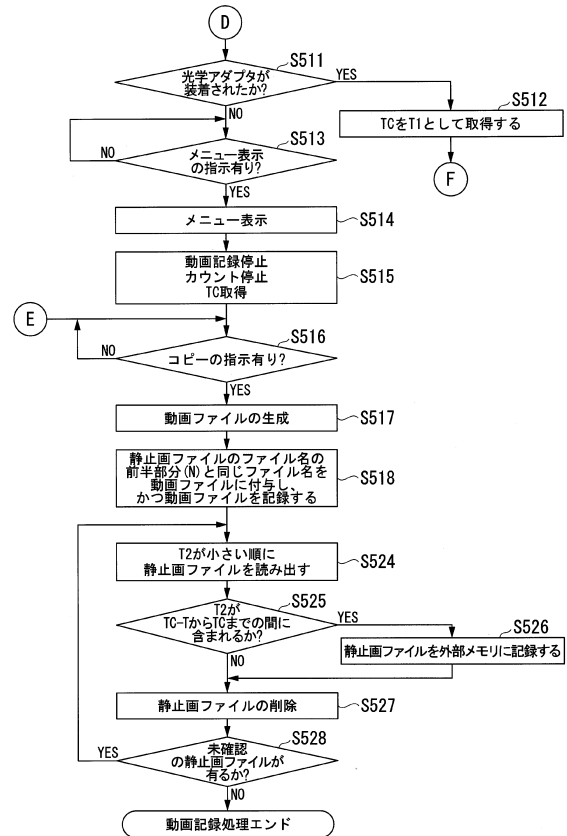 D
光学アダプタが
装着されたか?
S511
YES
NO
S512
TCをT1として取得する
F
S513
メニュー表示
の指示有り?
NO
YES
メニュー表示
S514
動画記録停止
カウント停止
TC取得
S515
E
S516
コピーの指示有り?
NO
YES
動画ファイルの生成
S517
静止画ファイルのファイル名の
前半部分(N)と同じファイル名を
動画ファイルに付与し、
かつ動画ファイルを記録する
S518
T2が小さい順に
静止画ファイルを読み出す
S524
S525
T2が
TC-TからTCまでの間に
含まれるか?
YES
NO
S526
静止画ファイルを外部メモリに記録する
静止画ファイルの削除
S527
S528
未確認
の静止画ファイルが
有るか?
YES
NO
動画記録処理エンド